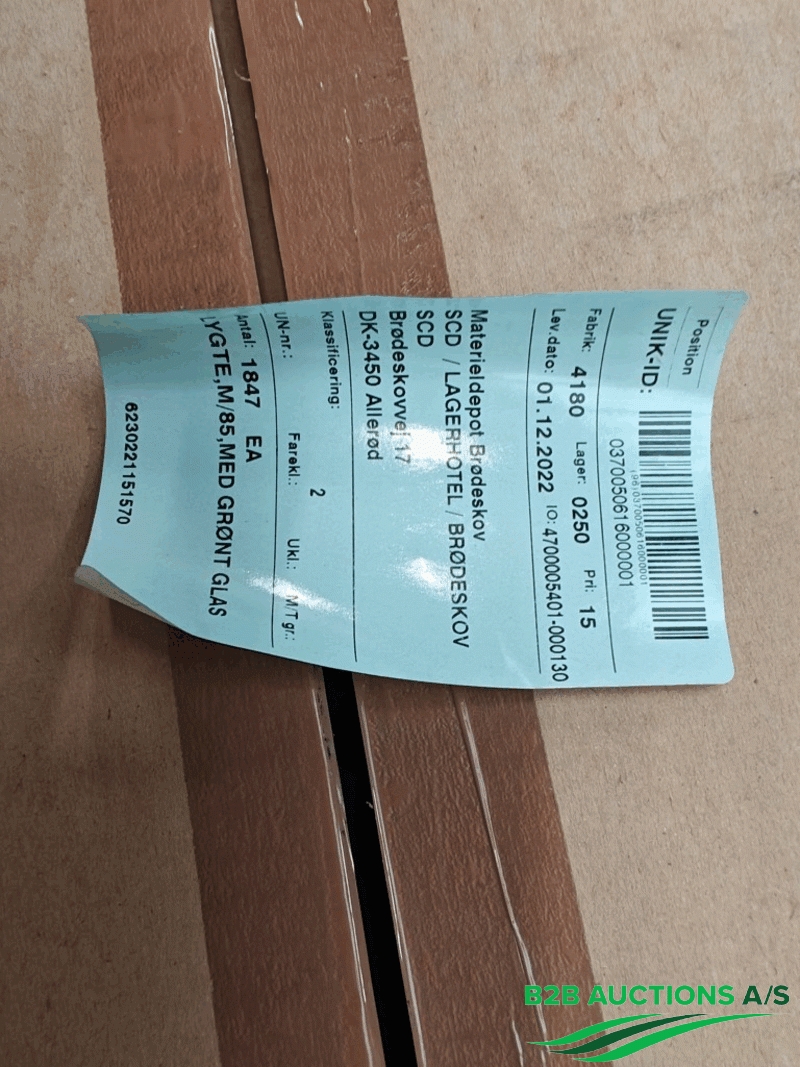 Position
UNIK-ID:
(96)0370050616000001
0370050616000001
Fabrik: 4180 Lager: 0250 Pri: 15
Lev.dato: 01.12.2022 IO: 4700005401-000130
Materieldepot Brødeskov
SCD / LAGERHOTEL / BRØDESKOV
SCD
Brødeskovvej 17
DK-3450 Allerød
Klassificering: 2
UN-nr.: Farekl.: Ukl.: M/T gr.:
Antal: 1847 EA
LYGTE,M/85,MED GRØNT GLAS
6230221151570
B2B AUCTIONS A/S